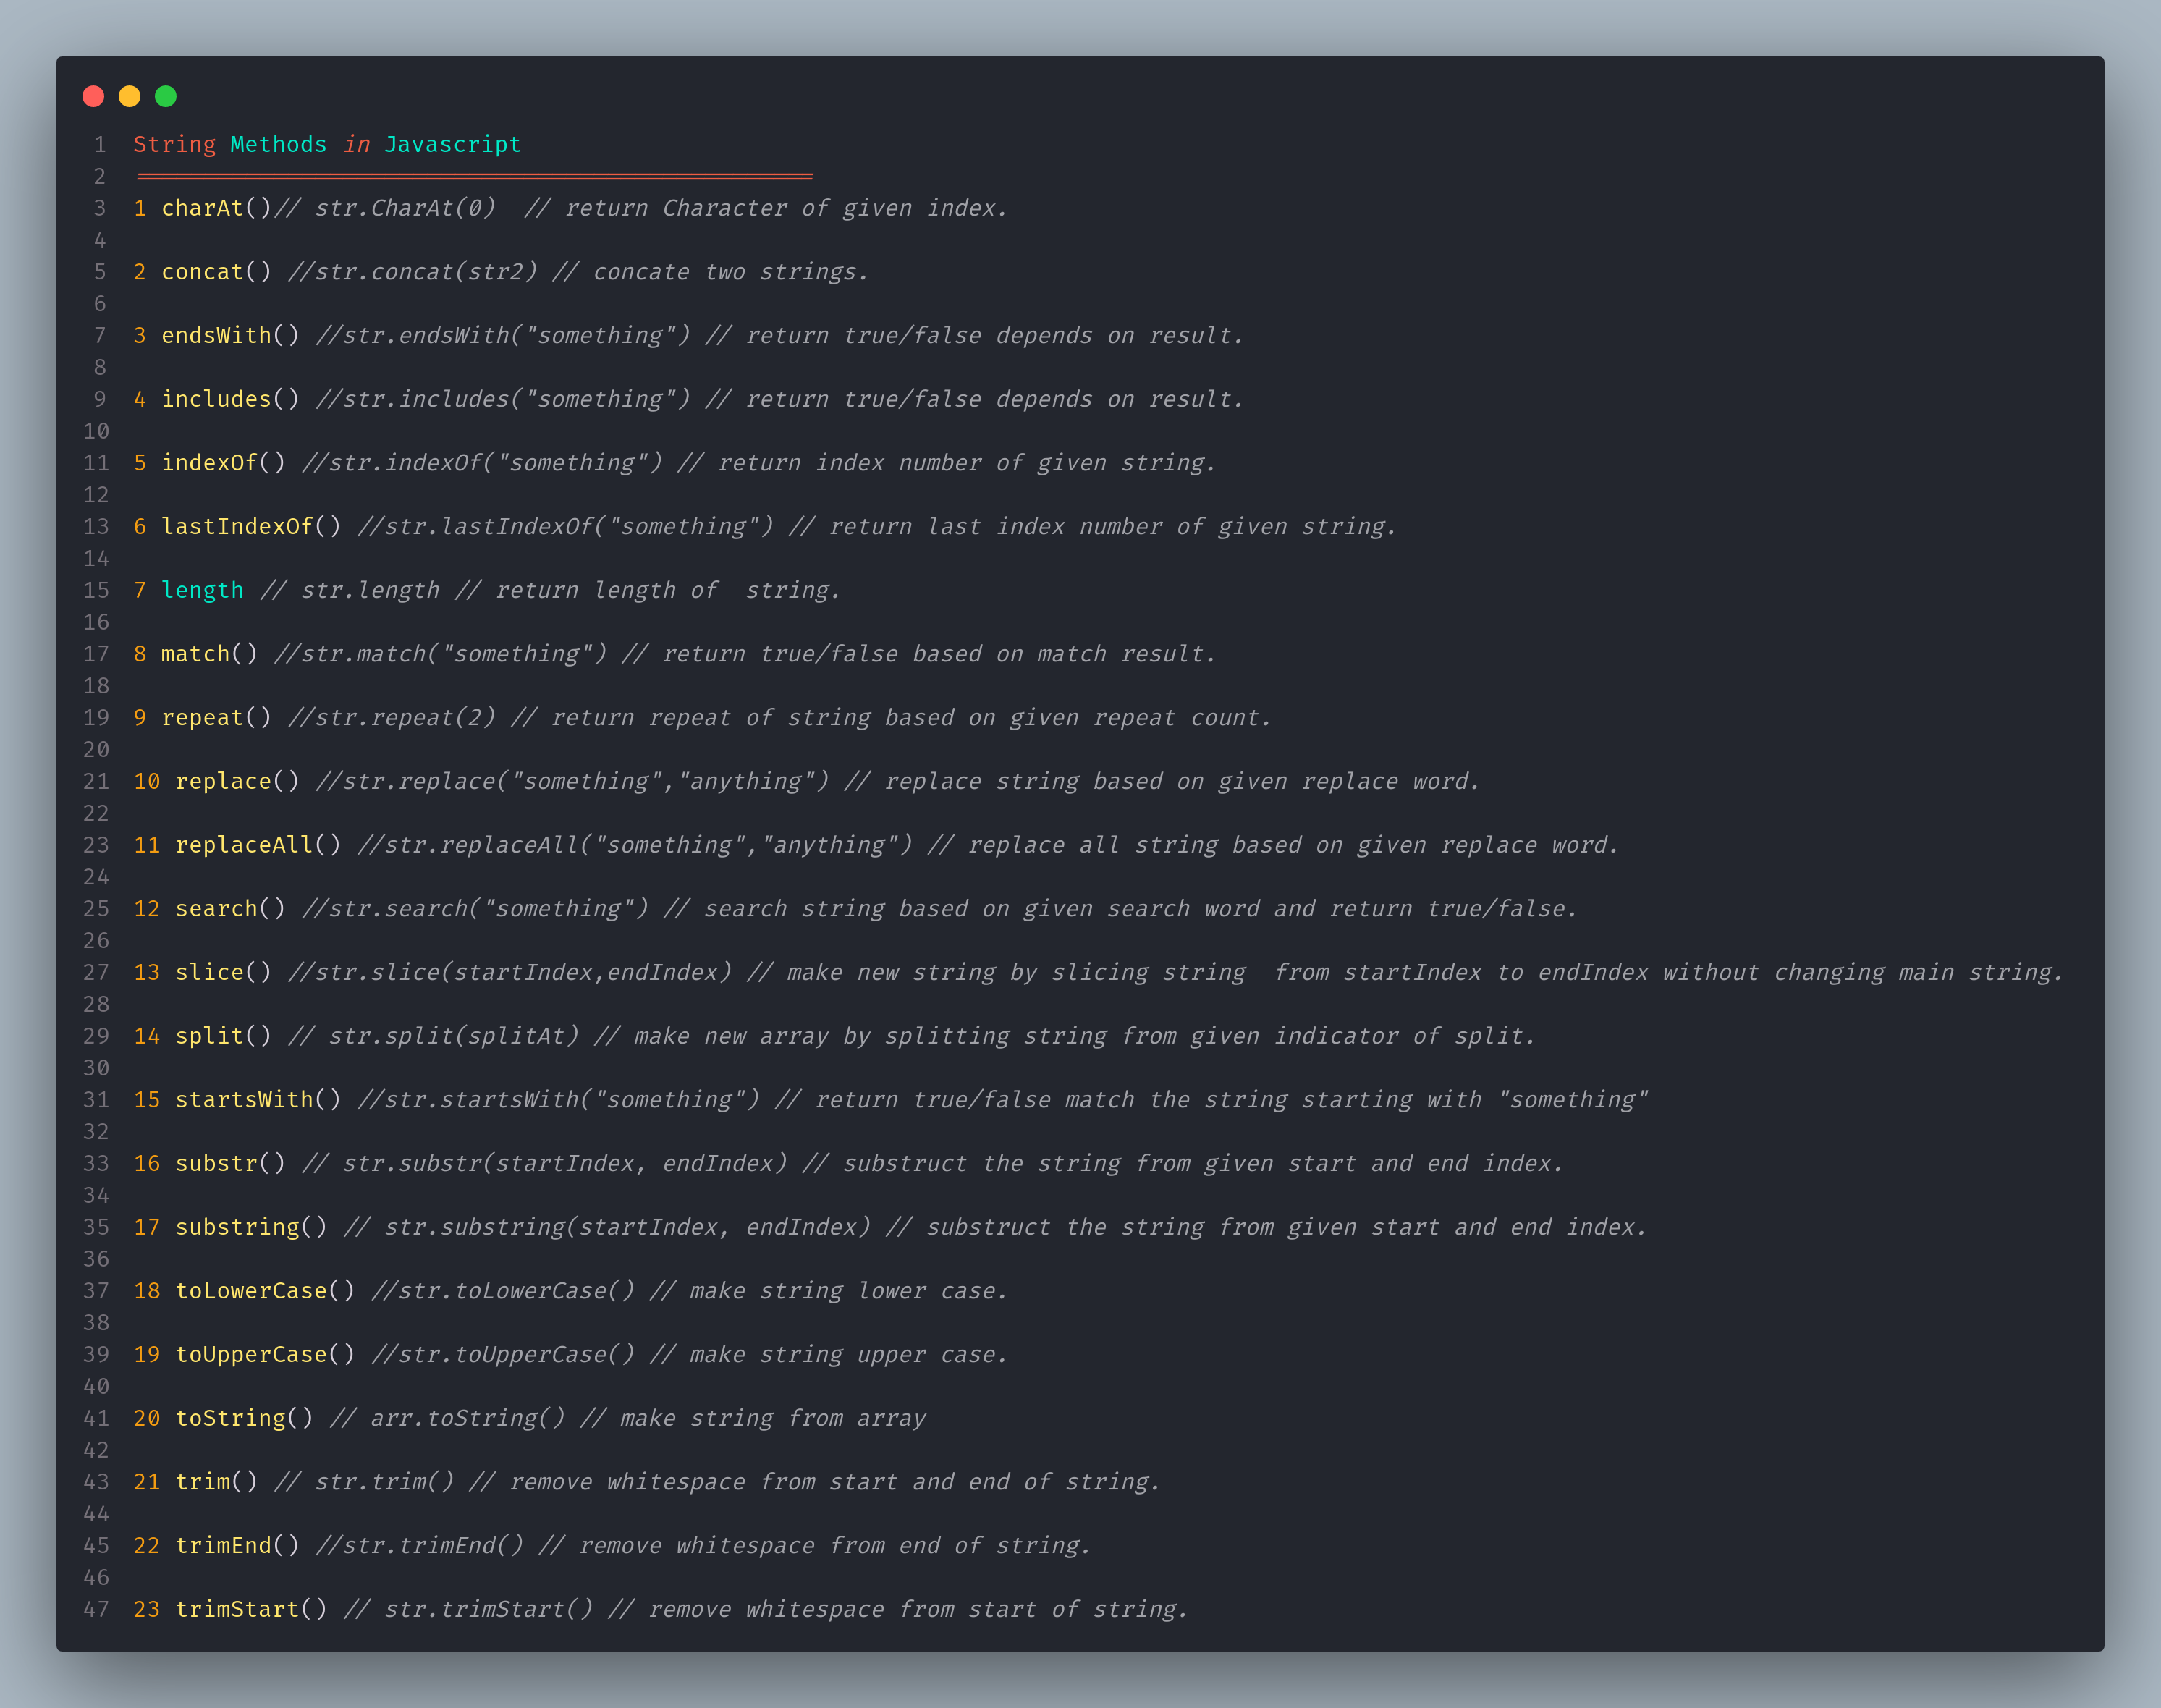 1 String Methods in Javascript
2 =================================================
3 1 charAt()// str.CharAt(0)  // return Character of given index.
4
5 2 concat() //str.concat(str2) // concate two strings.
6
7 3 endsWith() //str.endsWith("something") // return true/false depends on result.
8
9 4 includes() //str.includes("something") // return true/false depends on result.
10
11 5 indexOf() //str.indexOf("something") // return index number of given string.
12
13 6 lastIndexOf() //str.lastIndexOf("something") // return last index number of given string.
14
15 7 length // str.length // return length of  string.
16
17 8 match() //str.match("something") // return true/false based on match result.
18
19 9 repeat() //str.repeat(2) // return repeat of string based on given repeat count.
20
21 10 replace() //str.replace("something","anything") // replace string based on given replace word.
22
23 11 replaceAll() //str.replaceAll("something","anything") // replace all string based on given replace word.
24
25 12 search() //str.search("something") // search string based on given search word and return true/false.
26
27 13 slice() //str.slice(startIndex,endIndex) // make new string by slicing string  from startIndex to endIndex without changing main string.
28
29 14 split() // str.split(splitAt) // make new array by splitting string from given indicator of split.
30
31 15 startsWith() //str.startsWith("something") // return true/false match the string starting with "something"
32
33 16 substr() // str.substr(startIndex, endIndex) // substruct the string from given start and end index.
34
35 17 substring() // str.substring(startIndex, endIndex) // substruct the string from given start and end index.
36
37 18 toLowerCase() //str.toLowerCase() // make string lower case.
38
39 19 toUpperCase() //str.toUpperCase() // make string upper case.
40
41 20 toString() // arr.toString() // make string from array
42
43 21 trim() // str.trim() // remove whitespace from start and end of string.
44
45 22 trimEnd() //str.trimEnd() // remove whitespace from end of string.
46
47 23 trimStart() // str.trimStart() // remove whitespace from start of string.